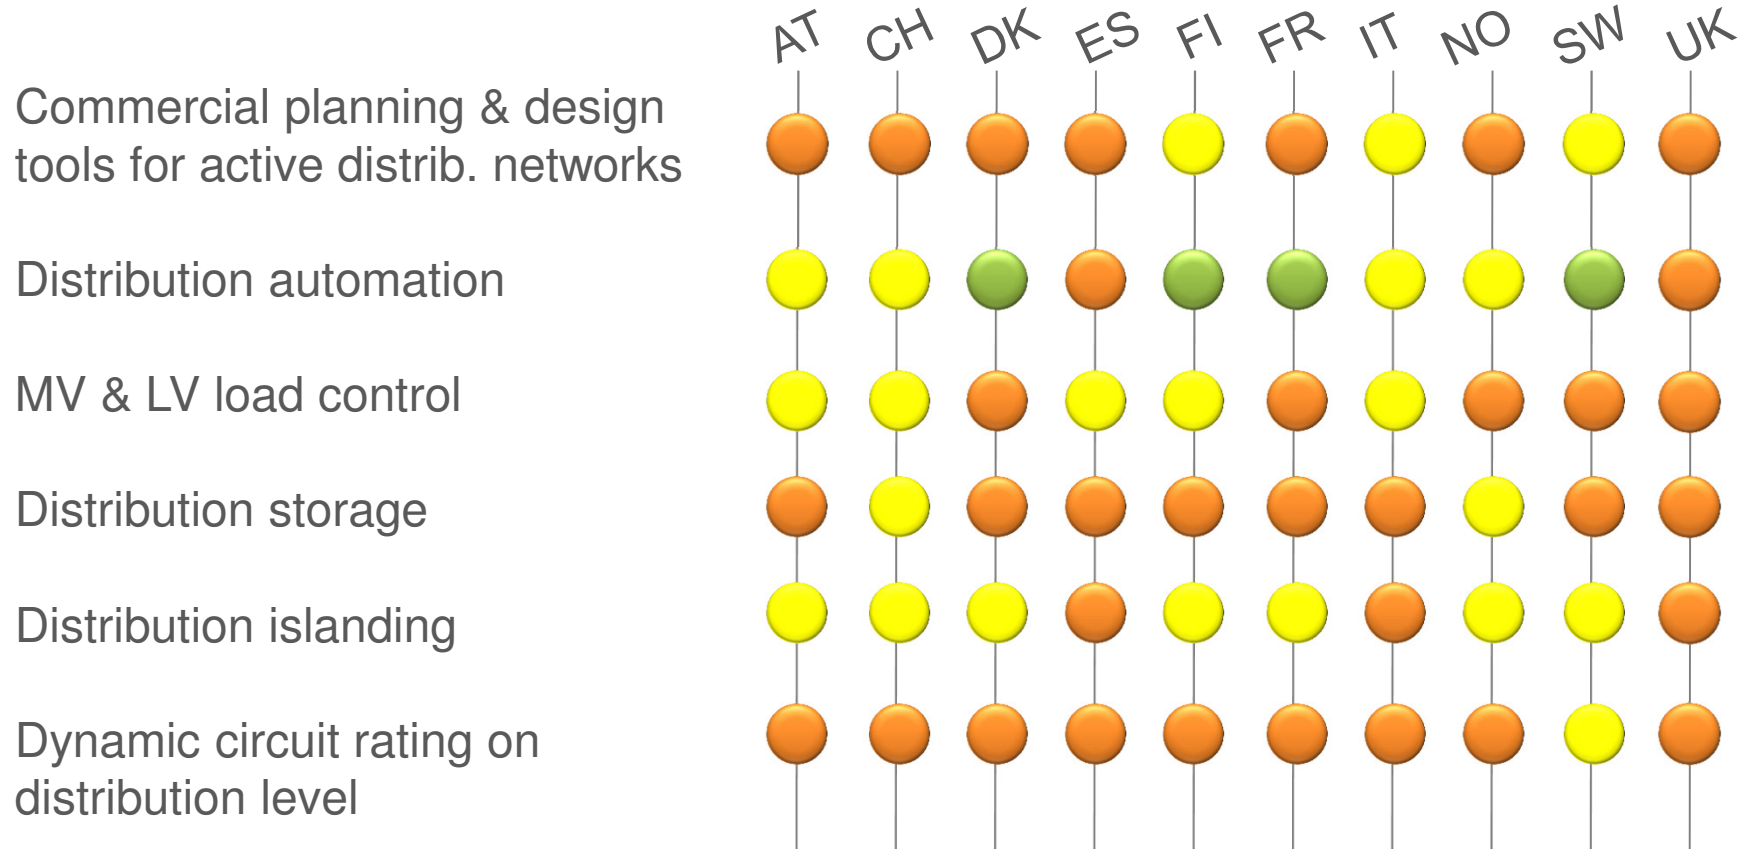 AT CH DK ES FI FR IT NO SW UK
Commercial planning & design
tools for active distrib. networks
Distribution automation
MV & LV load control
Distribution storage
Distribution islanding
Dynamic circuit rating on
distribution level